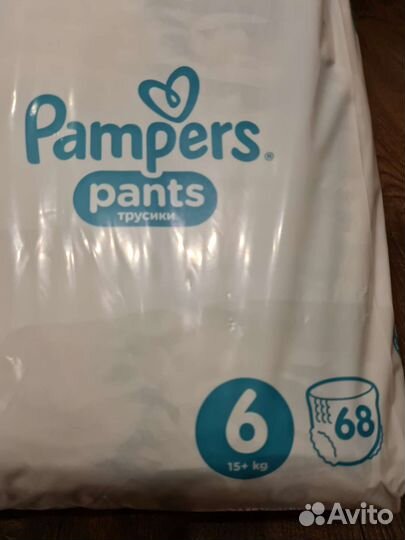 Pampers®
pants
трусики
6
15+ kg
68
Avito